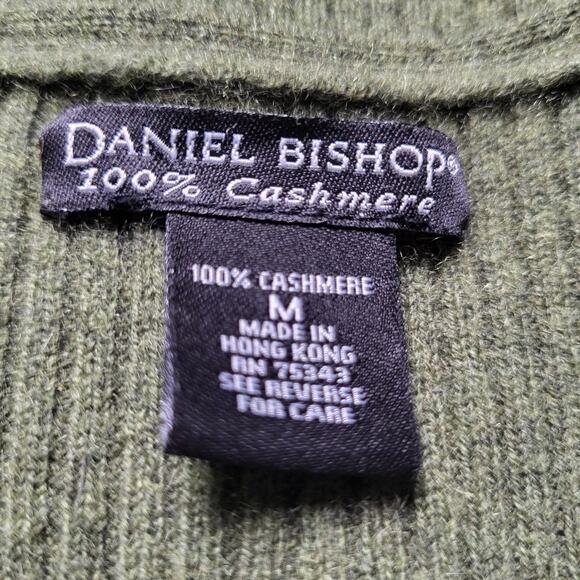 DANIEL BISHOP®
100% Cashmere
100% CASHMERE
M
MADE IN
HONG KONG
RN 75343
SEE REVERSE
FOR CARE